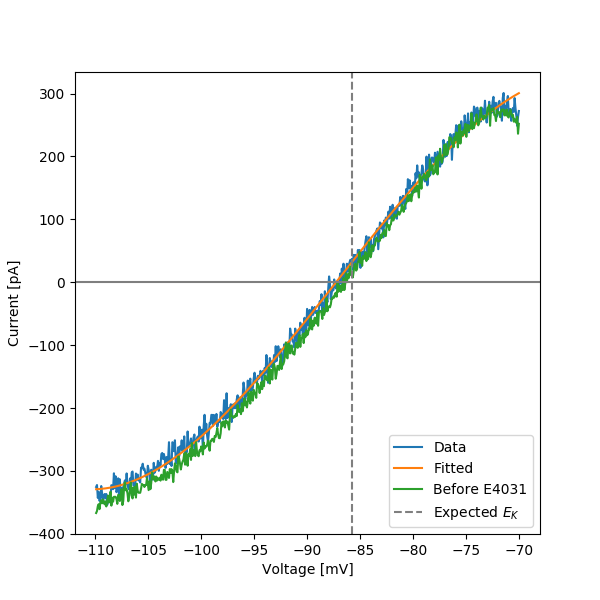 300
200
100
0
−100
−200
−300
−400
Current [pA]
−110 −105 −100 −95 −90 −85 −80 −75 −70
Voltage [mV]
Data
Fitted
Before E4031
Expected E_K